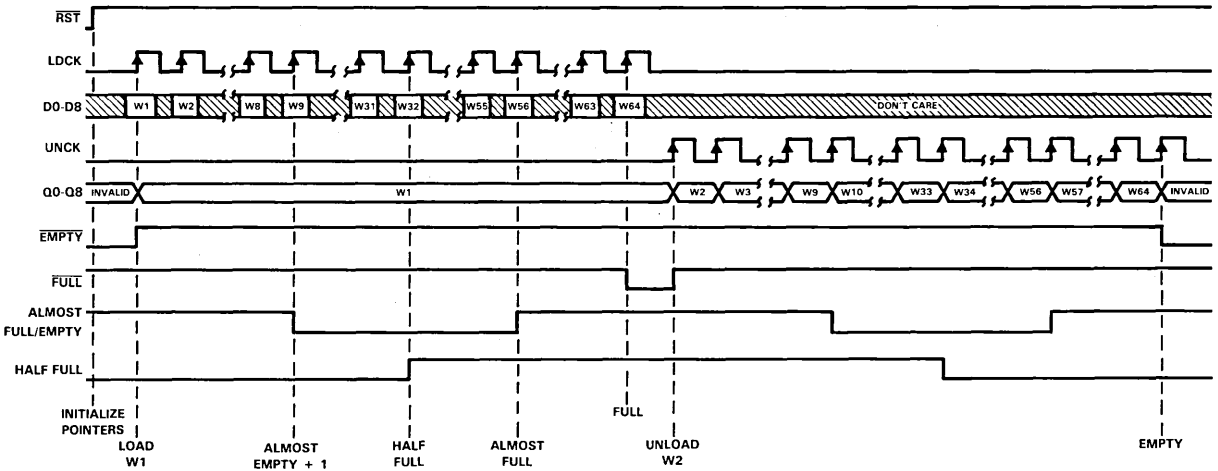 RST
LDCK
D0-D8 W1 W2 W8 W9 W31 W32 W55 W56 W63 W64 DON'T CARE
UNCK
Q0-Q8 INVALID W1 W2 W3 W9 W10 W33 W34 W56 W57 W64 INVALID
EMPTY
FULL
ALMOST
FULL/EMPTY
HALF FULL
INITIALIZE
POINTERS
LOAD
W1
ALMOST
EMPTY + 1
HALF
FULL
ALMOST
FULL
FULL
UNLOAD
W2
EMPTY